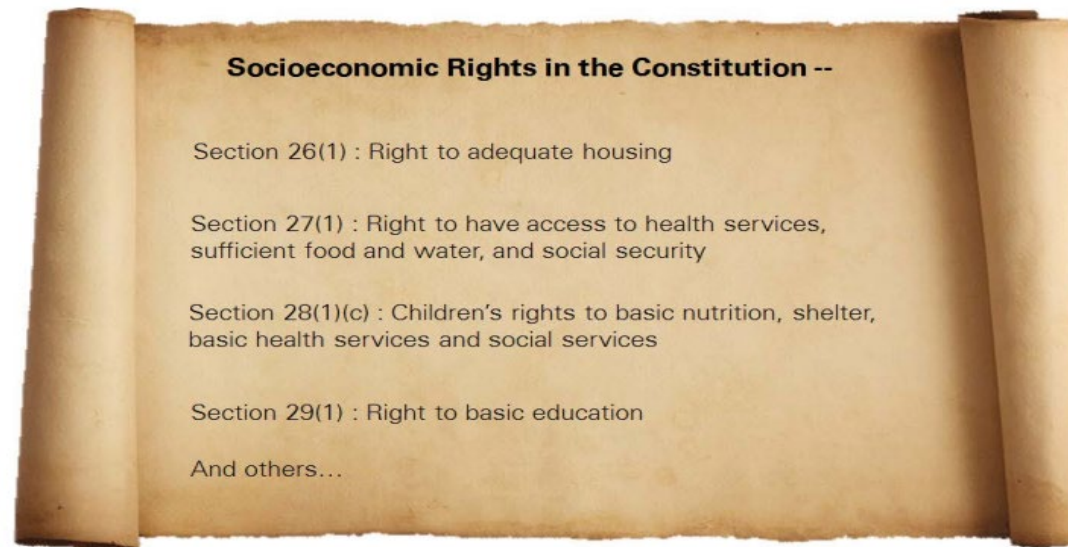 Socioeconomic Rights in the Constitution --
Section 26(1) : Right to adequate housing
Section 27(1) : Right to have access to health services,
sufficient food and water, and social security
Section 28(1)(c) : Children's rights to basic nutrition, shelter,
basic health services and social services
Section 29(1) : Right to basic education
And others...